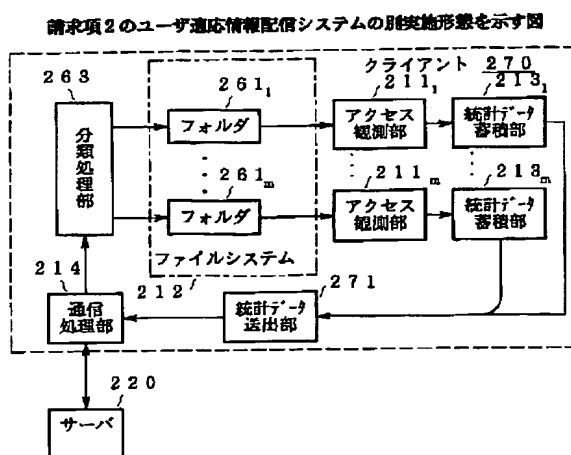 請求項2のユーザ適応情報配信システムの別実施形態を示す図
クライアント 270
263
261₁
211₁
213₁
分類処理部
フォルダ
アクセス観測部
統計データ蓄積部
261ₘ
211ₘ
213ₘ
フォルダ
アクセス観測部
統計データ蓄積部
ファイルシステム
214
212
271
通信処理部
統計データ送出部
220
サーバ